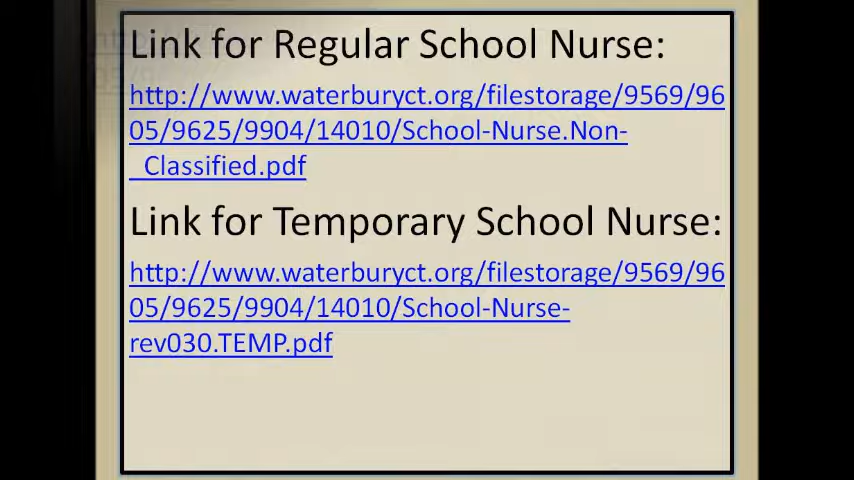 Link for Regular School Nurse:
http://www.waterburyct.org/filestorage/9569/96
05/9625/9904/14010/School-Nurse.Non-
_Classified.pdf
Link for Temporary School Nurse:
http://www.waterburyct.org/filestorage/9569/96
05/9625/9904/14010/School-Nurse-
rev030.TEMP.pdf